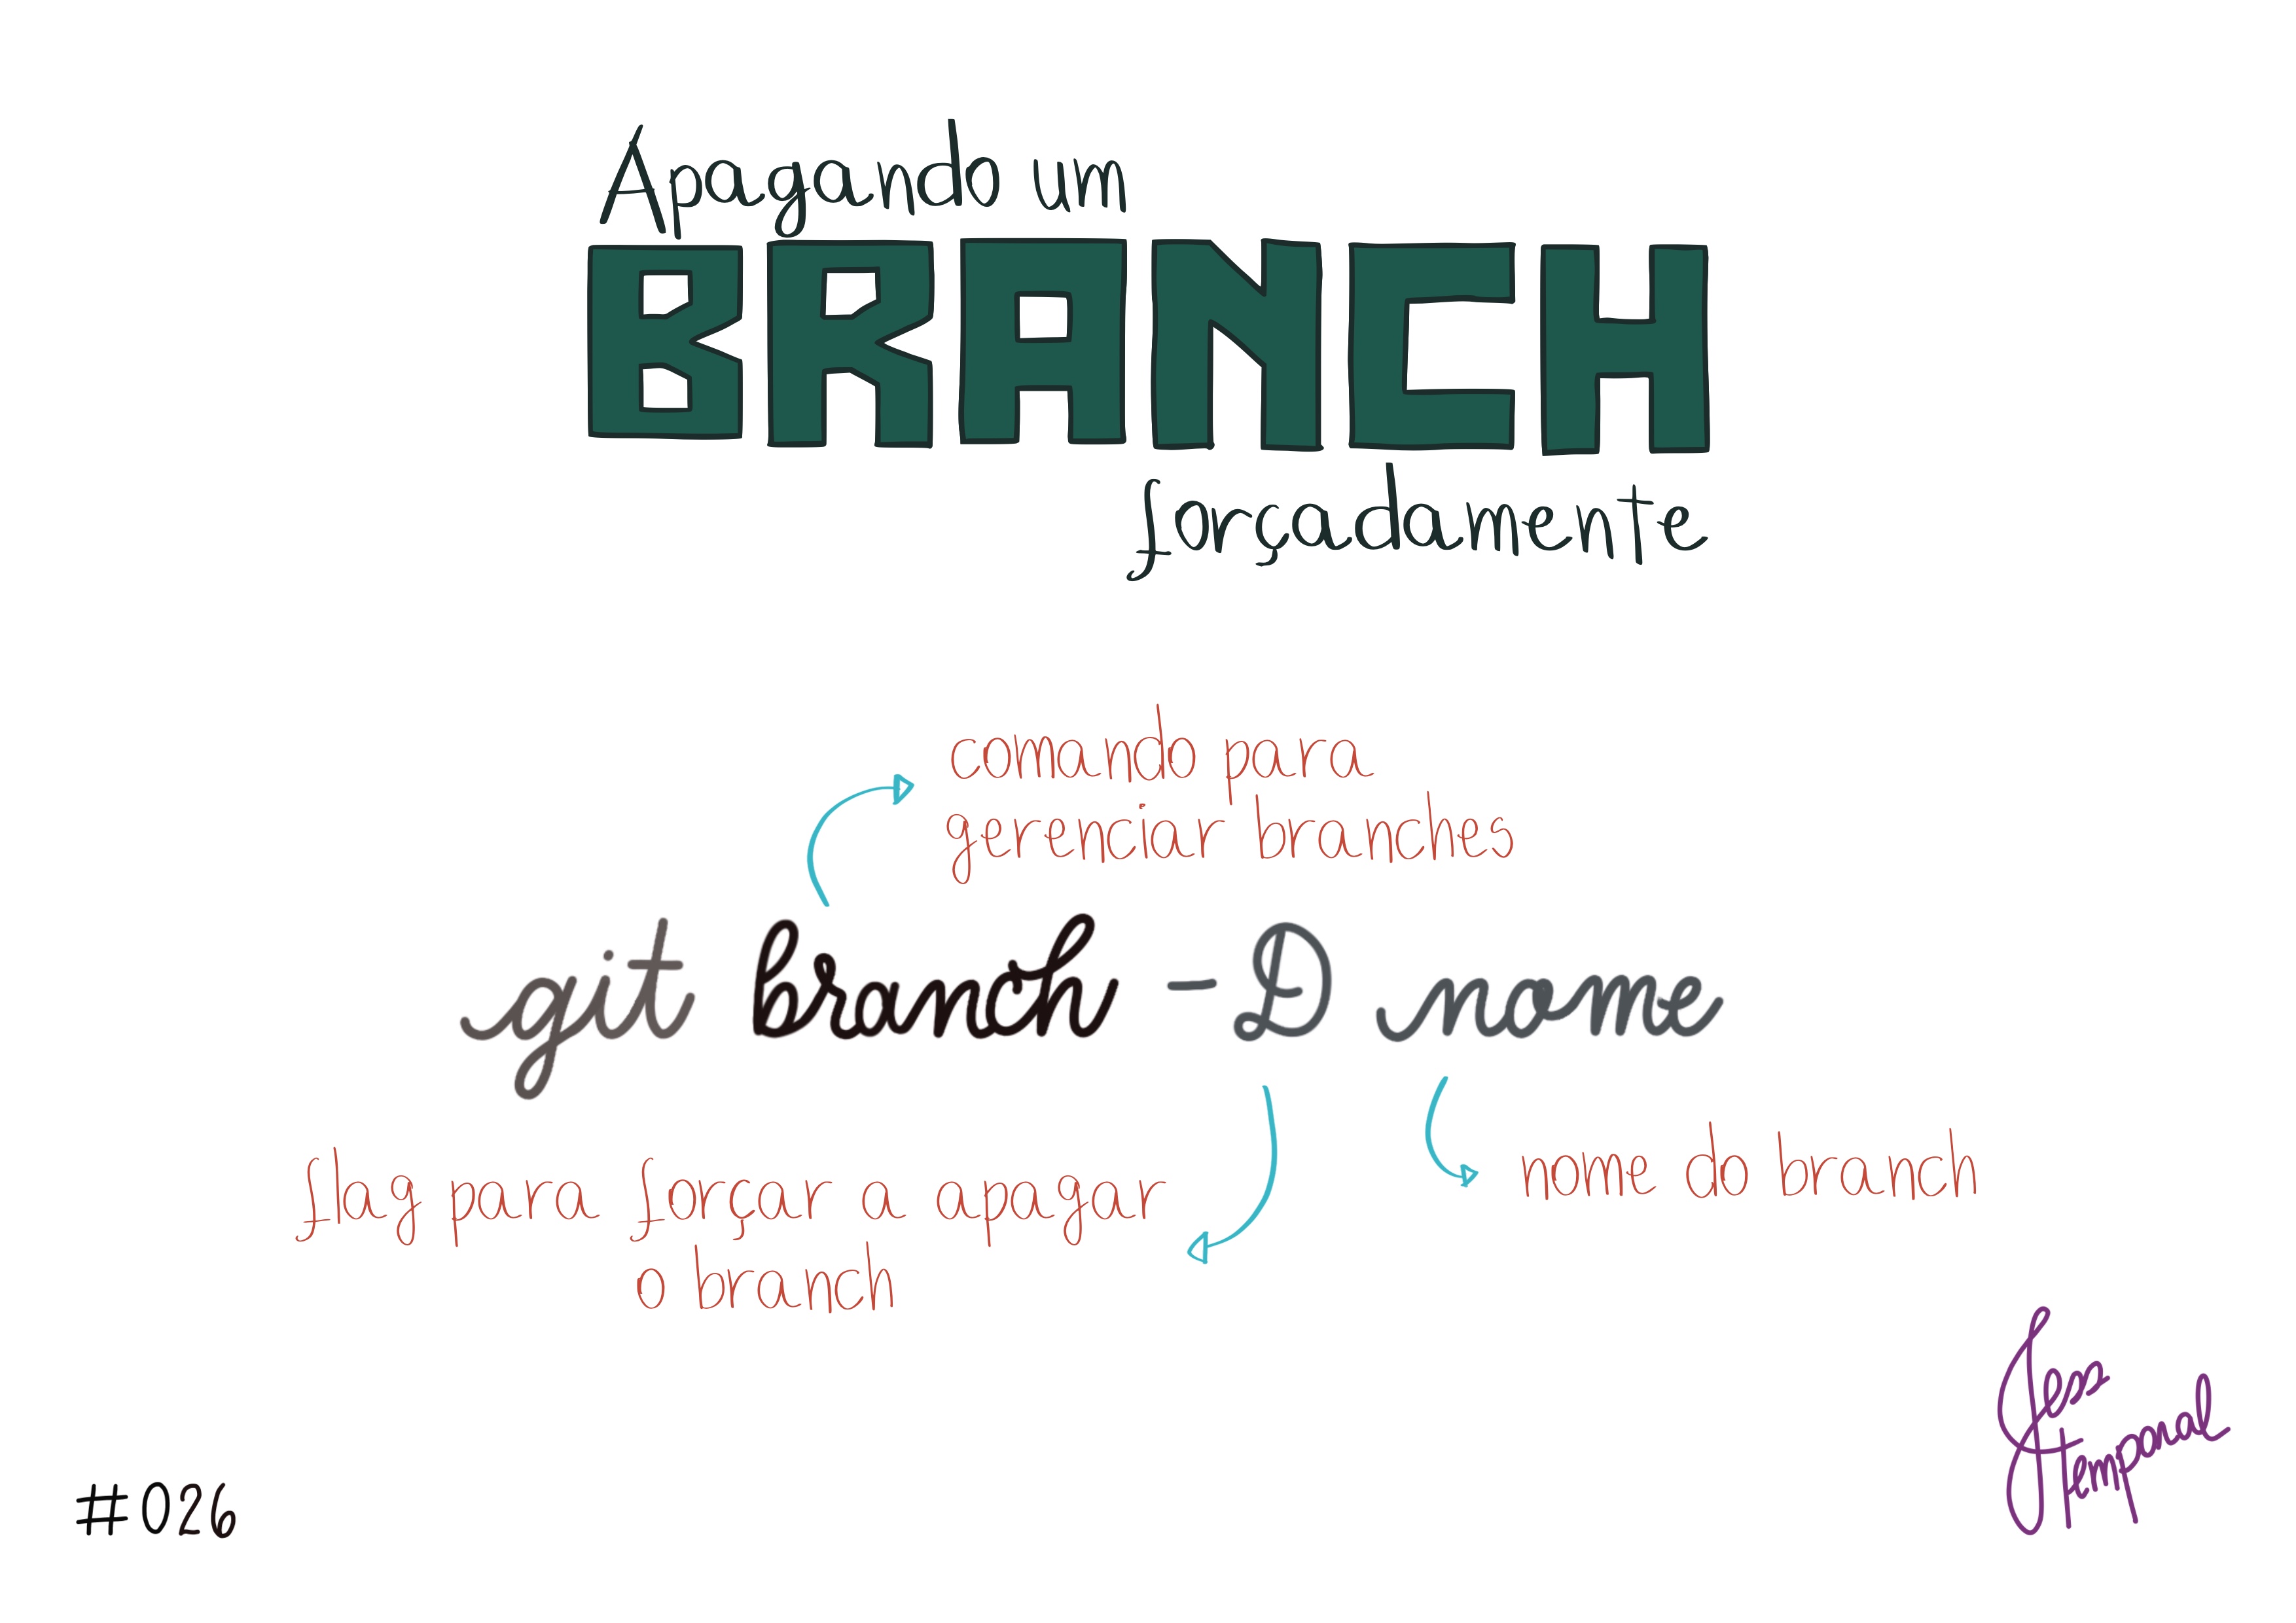 Apagando um
BRANCH
forçadamente
comando para
gerenciar branches
git branch -D nome
flag para forçar a apagar
o branch
nome do branch
#026
Jess
temporal